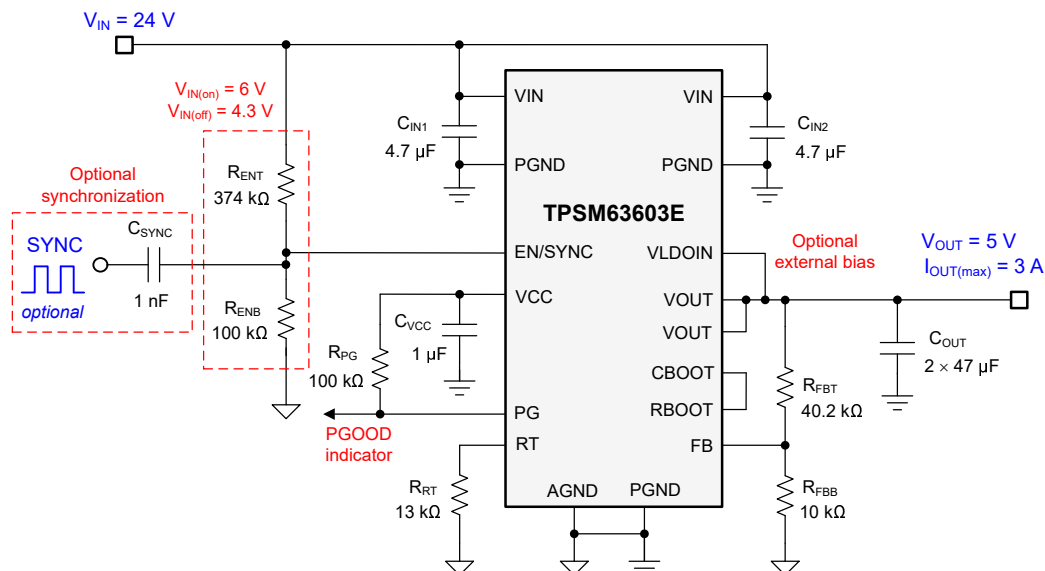 VIN = 24 V
VIN(on) = 6 V
VIN(off) = 4.3 V
VIN
VIN
CIN1
4.7 µF
CIN2
4.7 µF
PGND
PGND
Optional
synchronization
RENT
374 kΩ
TPSM63603E
CSYNC
SYNC
optional
1 nF
EN/SYNC
VLDOIN
Optional
external bias
VOUT = 5 V
IOUT(max) = 3 A
RENB
100 kΩ
VCC
VOUT
CVCC
1 µF
VOUT
COUT
2 × 47 µF
RPG
100 kΩ
CBOOT
RBOOT
RFBT
40.2 kΩ
PG
PGOOD
indicator
RT
FB
RRT
13 kΩ
AGND
PGND
RFBB
10 kΩ